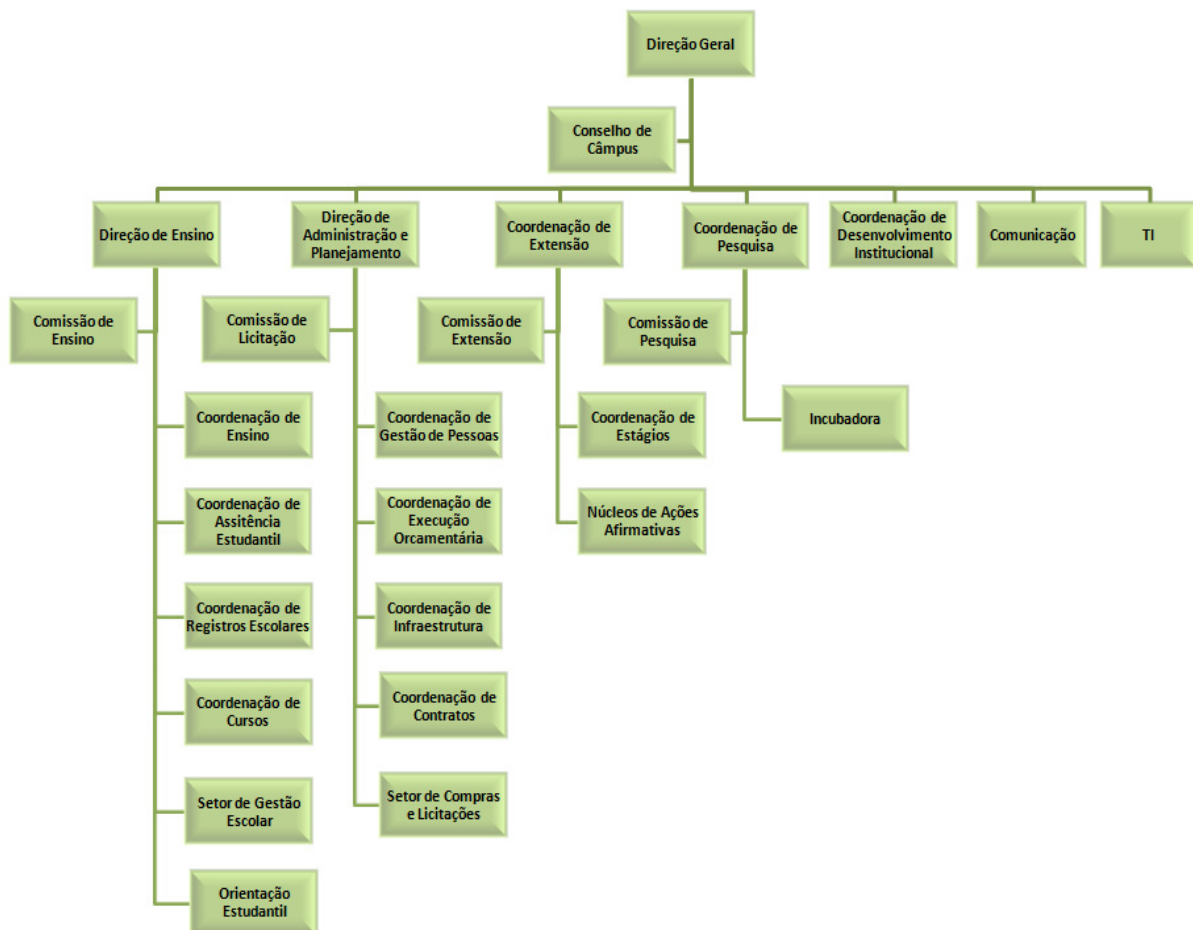 Direção Geral
Conselho de
Câmpus
Direção de Ensino
Direção de
Administração e
Planejamento
Coordenação de
Extensão
Coordenação de
Pesquisa
Coordenação de
Desenvolvimento
Institucional
Comunicação
TI
Comissão de
Ensino
Comissão de
Licitação
Comissão de
Extensão
Comissão de
Pesquisa
Coordenação de
Ensino
Coordenação de
Gestão de Pessoas
Coordenação de
Estágios
Incubadora
Coordenação de
Assitência
Estudantil
Coordenação de
Execução
Orcamentária
Núcleos de Ações
Afirmativas
Coordenação de
Registros Escolares
Coordenação de
Infraestrutura
Coordenação de
Cursos
Coordenação de
Contratos
Setor de Gestão
Escolar
Setor de Compras
e Licitações
Orientação
Estudantil